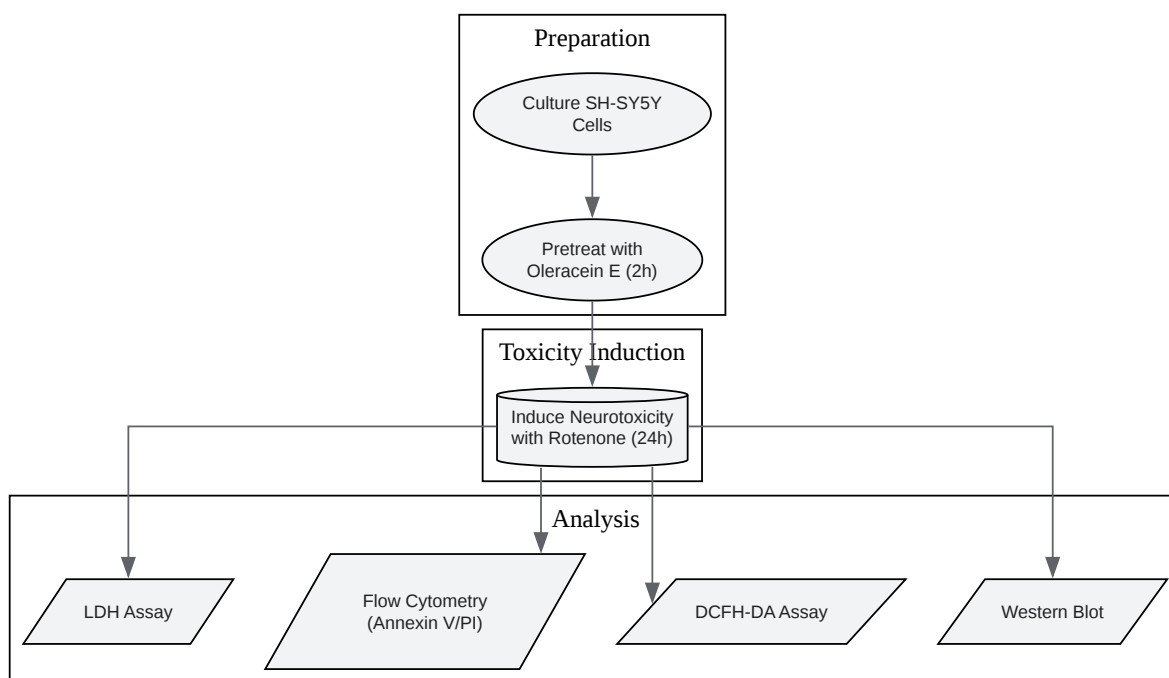 Preparation
Culture SH-SY5Y
Cells
Pretreat with
Oleracein E (2h)
Toxicity Induction
Induce Neurotoxicity
with Rotenone (24h)
Analysis
LDH Assay
Flow Cytometry
(Annexin V/PI)
DCFH-DA Assay
Western Blot